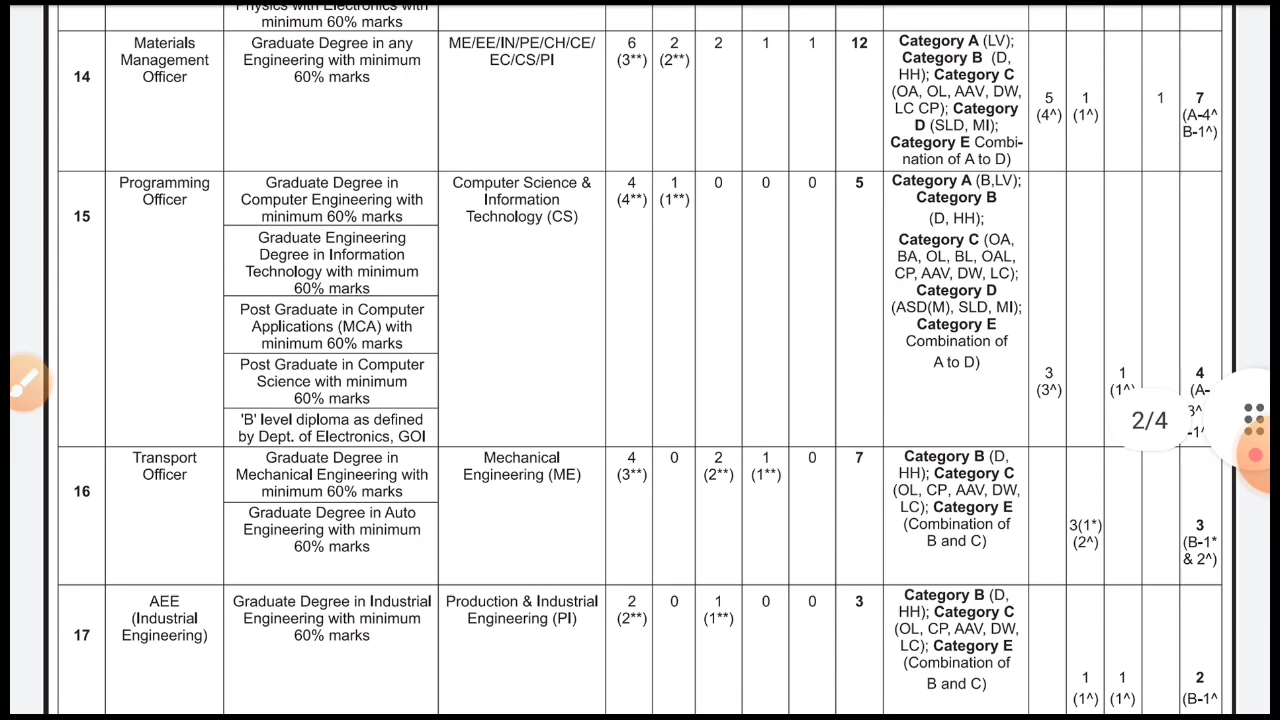 Physics with Electronics with
minimum 60% marks
14
Materials
Management
Officer
Graduate Degree in any
Engineering with minimum
60% marks
ME/EE/IN/PE/CH/CE/
EC/CS/PI
6
(3**)
2
(2**)
2
1
1
12
Category A (LV);
Category B (D,
HH); Category C
(OA, OL, AAV, DW,
LC CP); Category
D (SLD, MI);
Category E Combi-
nation of A to D)
5
(4^)
1
(1^)
1
7
(A-4^
B-1^)
15
Programming
Officer
Graduate Degree in
Computer Engineering with
minimum 60% marks
Graduate Engineering
Degree in Information
Technology with minimum
60% marks
Post Graduate in Computer
Applications (MCA) with
minimum 60% marks
Post Graduate in Computer
Science with minimum
60% marks
'B' level diploma as defined
by Dept. of Electronics, GOI
Computer Science &
Information
Technology (CS)
4
(4**)
1
(1**)
0
0
0
5
Category A (B,LV);
Category B
(D, HH);
Category C (OA,
BA, OL, BL, OAL,
CP, AAV, DW, LC);
Category D
(ASD(M), SLD, MI);
Category E
Combination of
A to D)
3
(3^)
1
(1^)
4
(A-
3^
-1^
2/4
16
Transport
Officer
Graduate Degree in
Mechanical Engineering with
minimum 60% marks
Graduate Degree in Auto
Engineering with minimum
60% marks
Mechanical
Engineering (ME)
4
(3**)
0
2
(2**)
1
(1**)
0
7
Category B (D,
HH); Category C
(OL, CP, AAV, DW,
LC); Category E
(Combination of
B and C)
3(1*)
(2^)
3
(B-1*
& 2^)
17
AEE
(Industrial
Engineering)
Graduate Degree in Industrial
Engineering with minimum
60% marks
Production & Industrial
Engineering (PI)
2
(2**)
0
1
(1**)
0
0
3
Category B (D,
HH); Category C
(OL, CP, AAV, DW,
LC); Category E
(Combination of
B and C)
1
(1^)
1
(1^)
2
(B-1^